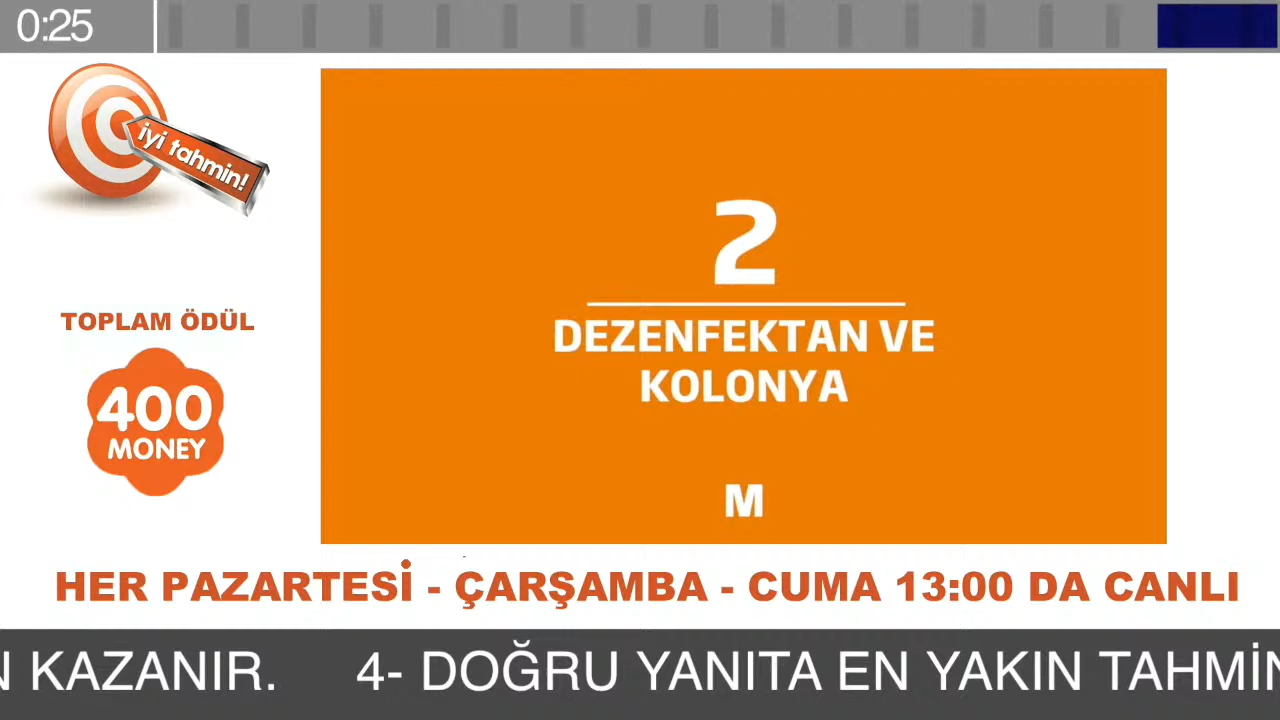 0:25
iyi tahmin!
TOPLAM ÖDÜL
400
MONEY
2
DEZENFEKTAN VE
KOLONYA
M
HER PAZARTESİ - ÇARŞAMBA - CUMA 13:00 DA CANLI
N KAZANIR. 4- DOĞRU YANITA EN YAKIN TAHMİN